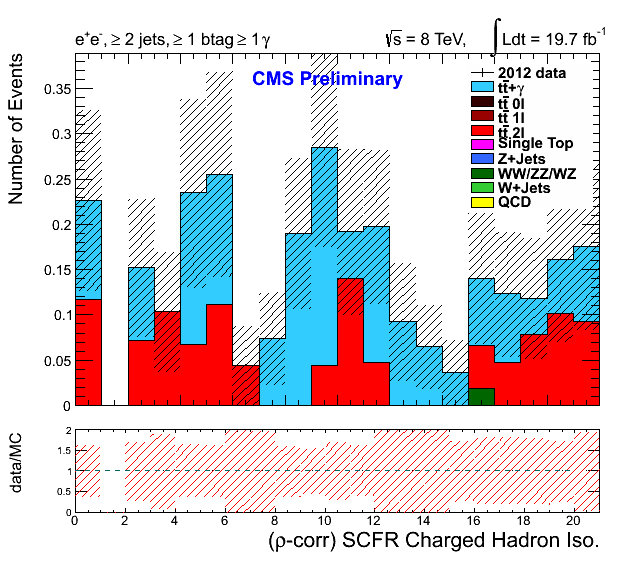 e⁺e⁻, ≥ 2 jets, ≥ 1 btag ≥ 1 γ
√s = 8 TeV, ∫ Ldt = 19.7 fb⁻¹
CMS Preliminary
2012 data
tt̄+γ
tt̄ 0l
tt̄ 1l
tt̄ 2l
Single Top
Z+Jets
WW/ZZ/WZ
W+Jets
QCD
Number of Events
0.35
0.3
0.25
0.2
0.15
0.1
0.05
0
data/MC
2
1.5
1
0.5
0
0 2 4 6 8 10 12 14 16 18 20
(ρ-corr) SCFR Charged Hadron Iso.